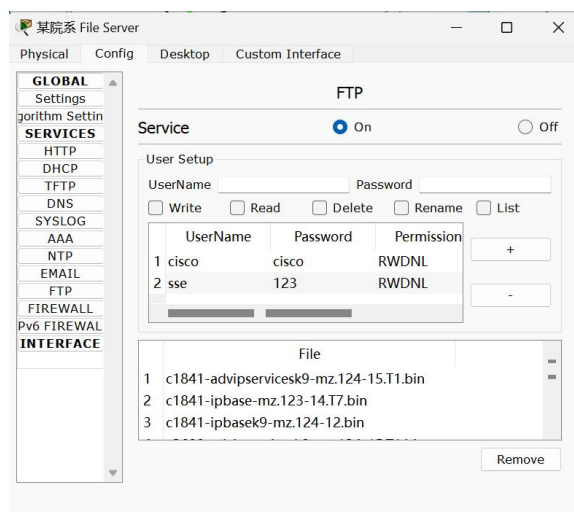 某院系 File Server
Physical Config Desktop Custom Interface
GLOBAL
Settings
gorithm Settin
SERVICES
HTTP
DHCP
TFTP
DNS
SYSLOG
AAA
NTP
EMAIL
FTP
FIREWALL
Pv6 FIREWAL
INTERFACE
FTP
Service On Off
User Setup
UserName Password
Write Read Delete Rename List
UserName Password Permission
1 cisco cisco RWDNL
2 sse 123 RWDNL
+
-
File
1 c1841-advipservicesk9-mz.124-15.T1.bin
2 c1841-ipbase-mz.123-14.T7.bin
3 c1841-ipbasek9-mz.124-12.bin
Remove